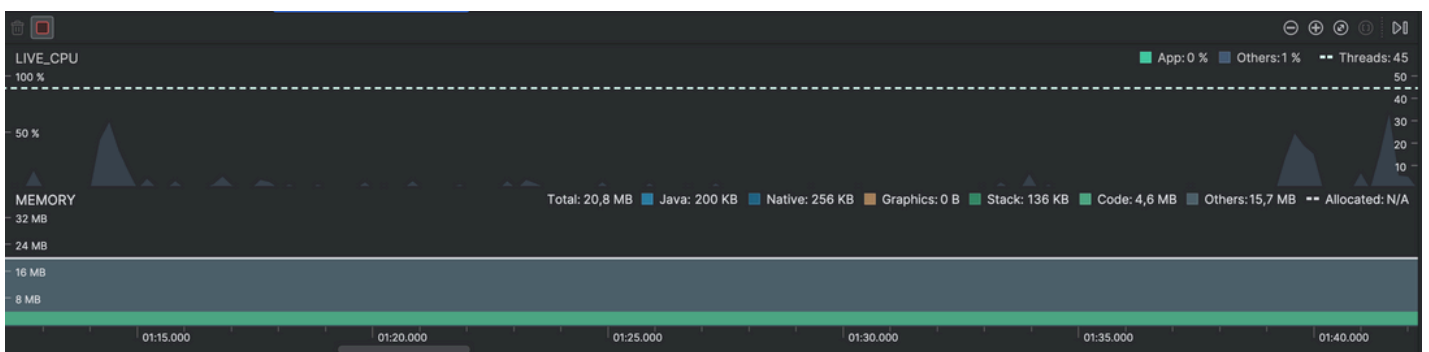 LIVE_CPU
App: 0 % Others: 1 % Threads: 45
100 %
50
40
50 %
30
20
10
MEMORY
Total: 20,8 MB Java: 200 KB Native: 256 KB Graphics: 0 B Stack: 136 KB Code: 4,6 MB Others: 15,7 MB Allocated: N/A
32 MB
24 MB
16 MB
8 MB
01:15.000 01:20.000 01:25.000 01:30.000 01:35.000 01:40.000